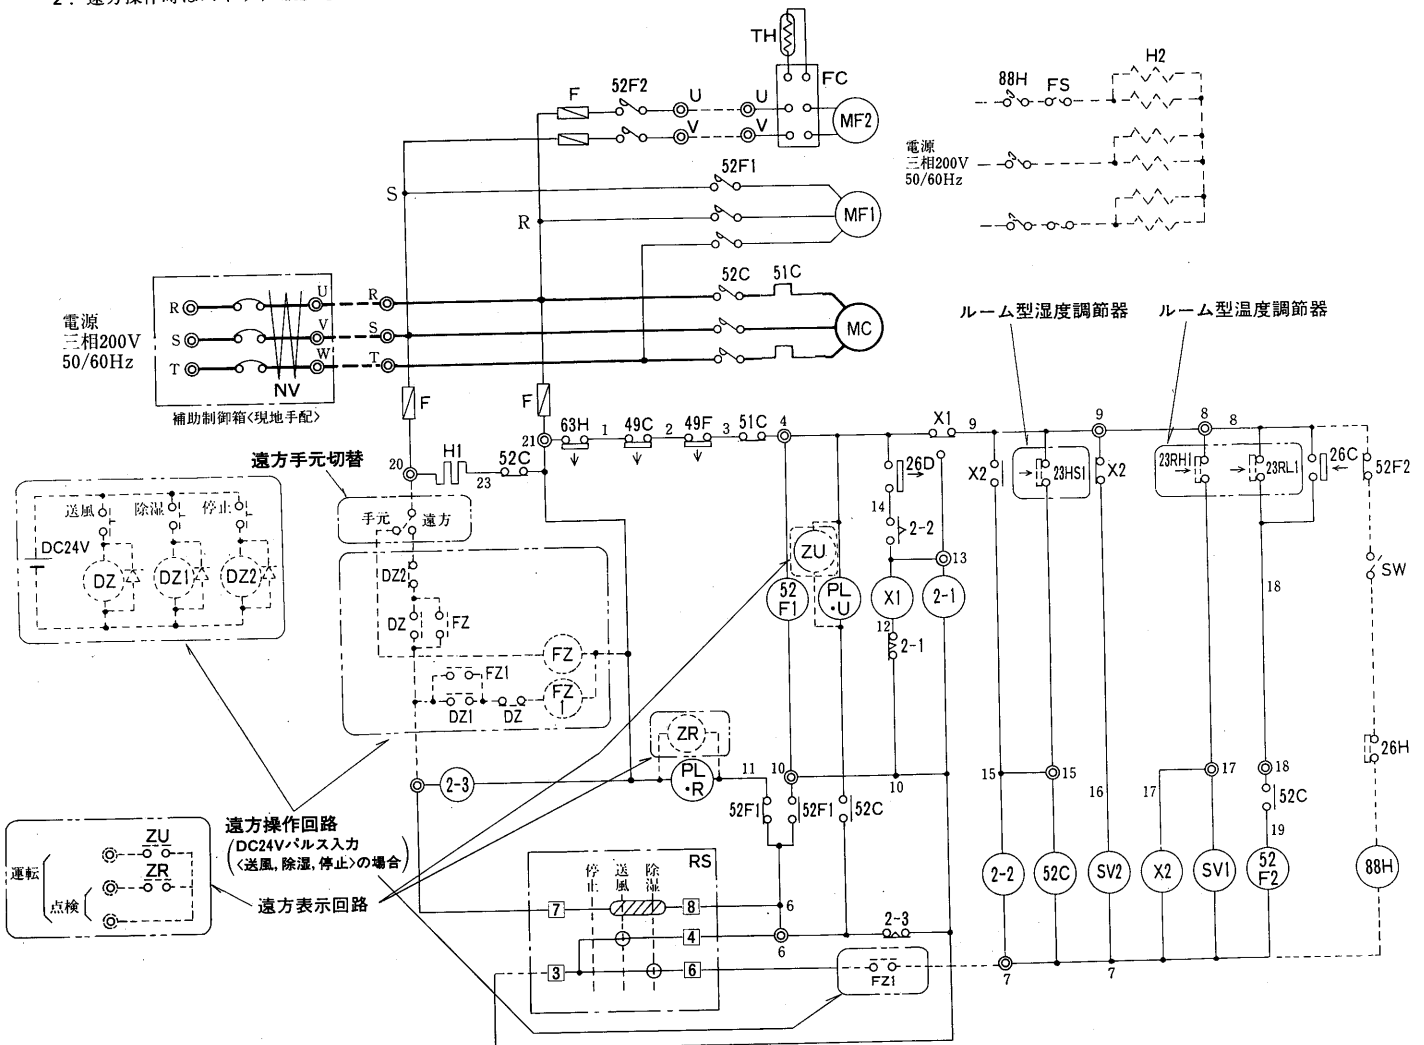 TH
FC
H2
F
52F2
U
U
88H
FS
MF2
V
V
電源
三相200V
50/60Hz
S
52F1
R
MF1
52C
51C
ルーム型湿度調節器
ルーム型温度調節器
電源
三相200V
50/60Hz
R
U
R
S
V
S
MC
T
W
T
NV
補助制御箱〈現地手配〉
F
F
遠方手元切替
20
H1
23
52C
21
63H
1
49C
2
49F
3
51C
4
X1
9
9
8
8
X2
23HS1
X2
23RH1
23RL1
26C
52F2
26D
14
2-2
13
手元
遠方
送風
除湿
停止
DC24V
DZ
DZ1
DZ2
DZ2
DZ
FZ
FZ
FZ1
FZ
1
DZ1
DZ
ZU
52
F1
PL
・U
X1
2-1
12
2-1
18
SW
ZR
2-3
PL
・R
11
10
10
15
15
17
17
18
26H
52F1
52F1
52C
16
52C
19
遠方操作回路
DC24Vパルス入力
〈送風, 除湿, 停止〉の場合
運転
点検
ZU
ZR
遠方表示回路
RS
停止
送風
除湿
7
8
6
4
6
3
6
2-3
FZ1
7
7
2-2
52C
SV2
X2
SV1
52
F2
88H